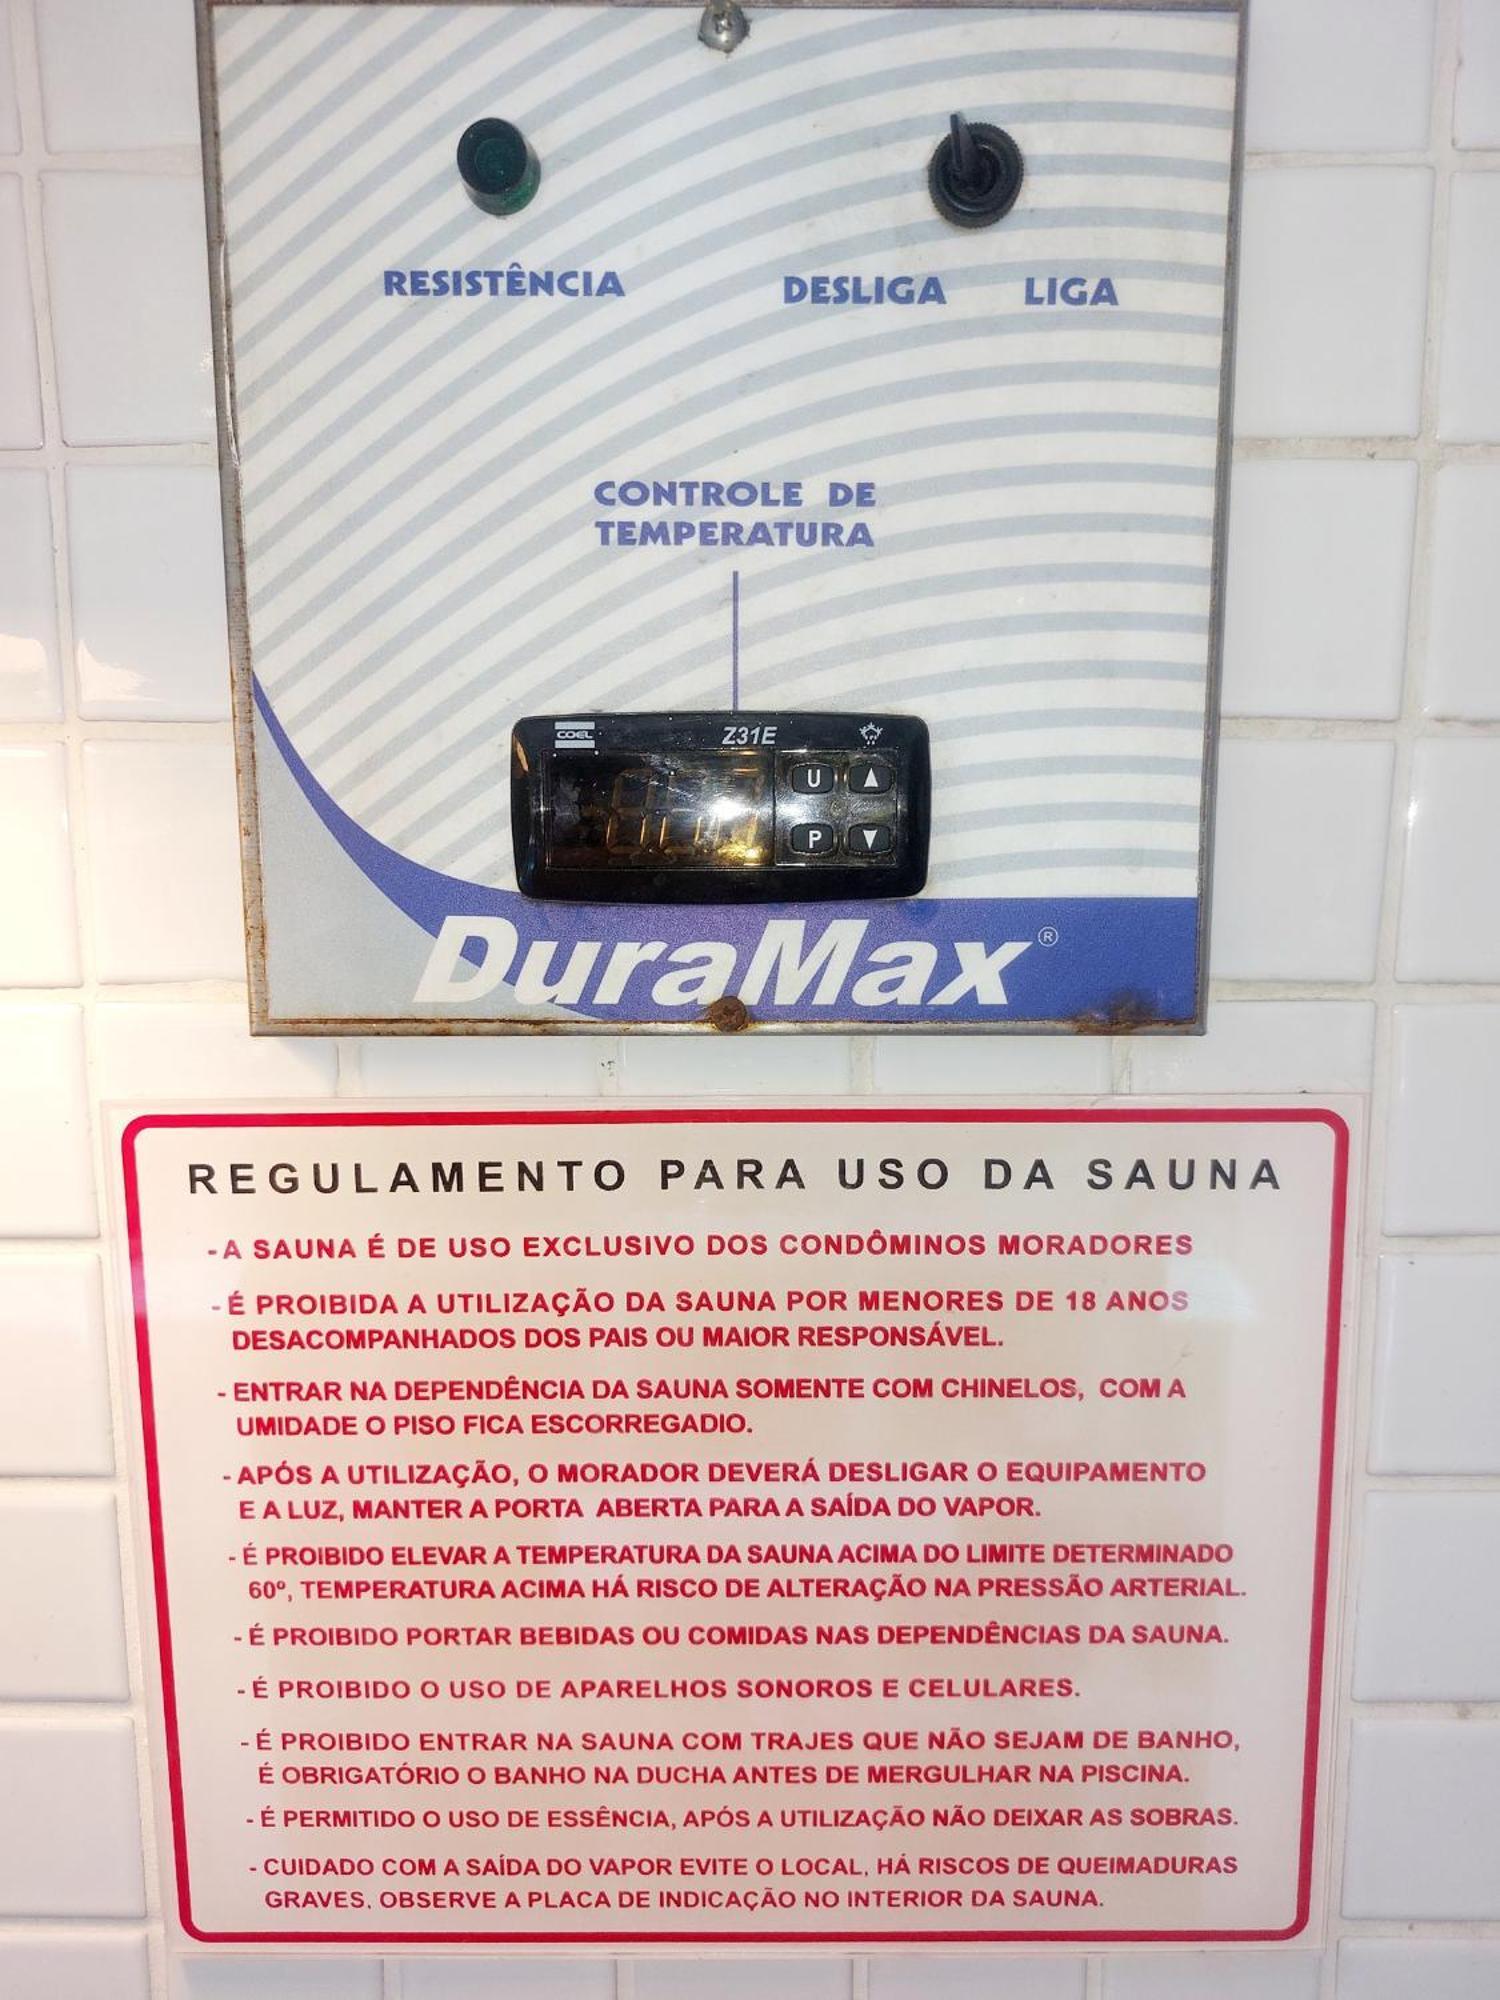 RESISTÊNCIA
DESLIGA LIGA
CONTROLE DE
TEMPERATURA
COEL Z31E
U
P
DuraMax®
REGULAMENTO PARA USO DA SAUNA
- A SAUNA É DE USO EXCLUSIVO DOS CONDÔMINOS MORADORES
- É PROIBIDA A UTILIZAÇÃO DA SAUNA POR MENORES DE 18 ANOS
DESACOMPANHADOS DOS PAIS OU MAIOR RESPONSÁVEL.
- ENTRAR NA DEPENDÊNCIA DA SAUNA SOMENTE COM CHINELOS, COM A
UMIDADE O PISO FICA ESCORREGADIO.
- APÓS A UTILIZAÇÃO, O MORADOR DEVERÁ DESLIGAR O EQUIPAMENTO
E A LUZ, MANTER A PORTA ABERTA PARA A SAÍDA DO VAPOR.
- É PROIBIDO ELEVAR A TEMPERATURA DA SAUNA ACIMA DO LIMITE DETERMINADO
60º, TEMPERATURA ACIMA HÁ RISCO DE ALTERAÇÃO NA PRESSÃO ARTERIAL.
- É PROIBIDO PORTAR BEBIDAS OU COMIDAS NAS DEPENDÊNCIAS DA SAUNA.
- É PROIBIDO O USO DE APARELHOS SONOROS E CELULARES.
- É PROIBIDO ENTRAR NA SAUNA COM TRAJES QUE NÃO SEJAM DE BANHO,
É OBRIGATÓRIO O BANHO NA DUCHA ANTES DE MERGULHAR NA PISCINA.
- É PERMITIDO O USO DE ESSÊNCIA, APÓS A UTILIZAÇÃO NÃO DEIXAR AS SOBRAS.
- CUIDADO COM A SAÍDA DO VAPOR EVITE O LOCAL, HÁ RISCOS DE QUEIMADURAS
GRAVES, OBSERVE A PLACA DE INDICAÇÃO NO INTERIOR DA SAUNA.